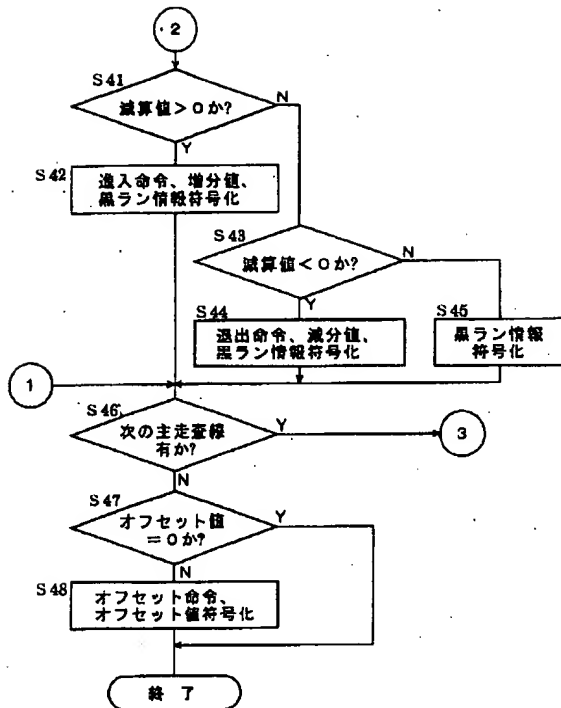 2
S41
減算値>0か?
N
Y
S42
進入命令、増分値、
黒ラン情報符号化
S43
減算値<0か?
N
Y
S44
退出命令、減分値、
黒ラン情報符号化
S45
黒ラン情報
符号化
1
S46
次の主走査線
有か?
Y
3
N
S47
オフセット値
=0か?
Y
N
S48
オフセット命令、
オフセット値符号化
終了